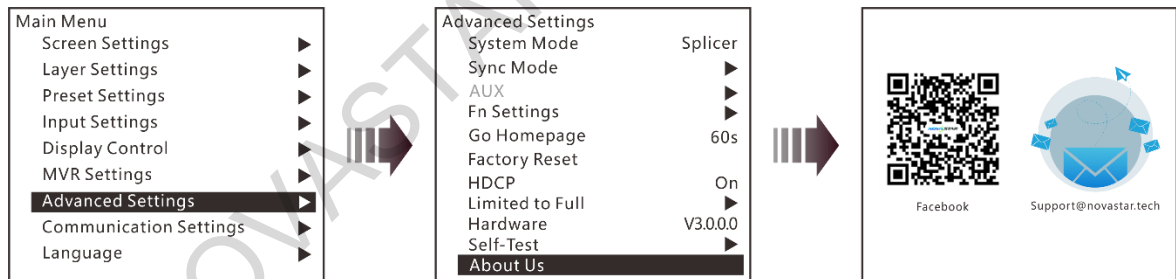 Main Menu
Screen Settings
Layer Settings
Preset Settings
Input Settings
Display Control
MVR Settings
Advanced Settings
Communication Settings
Language
Advanced Settings
System Mode Splicer
Sync Mode
AUX
Fn Settings
Go Homepage 60s
Factory Reset
HDCP On
Limited to Full
Hardware V3.0.0.0
Self-Test
About Us
Facebook
Support@novastar.tech
NOVASTA